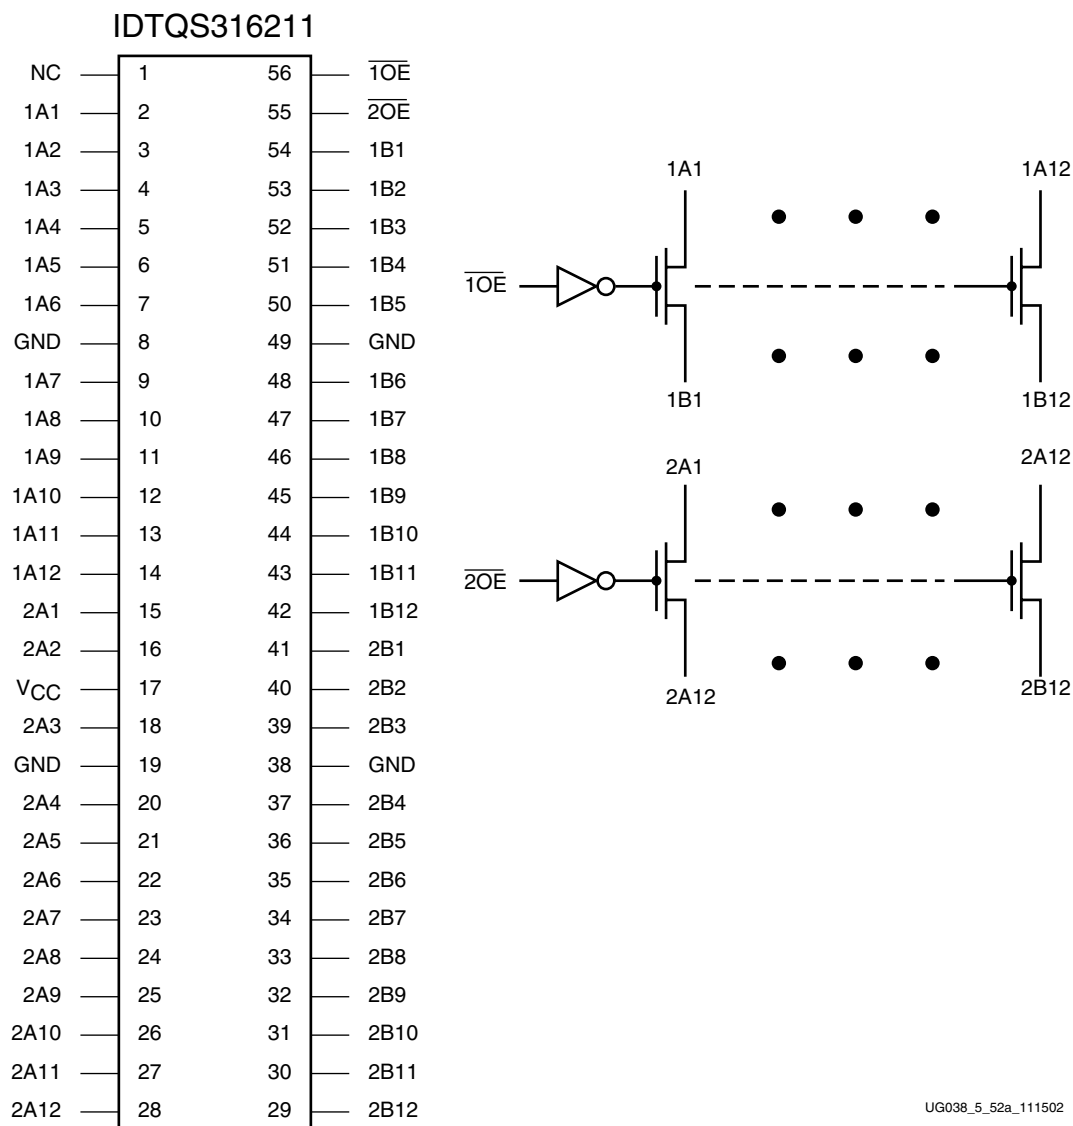 IDTQS316211
NC 1 56 1OE
1A1 2 55 2OE
1A2 3 54 1B1
1A3 4 53 1B2
1A4 5 52 1B3
1A5 6 51 1B4
1A6 7 50 1B5
GND 8 49 GND
1A7 9 48 1B6
1A8 10 47 1B7
1A9 11 46 1B8
1A10 12 45 1B9
1A11 13 44 1B10
1A12 14 43 1B11
2A1 15 42 1B12
2A2 16 41 2B1
VCC 17 40 2B2
2A3 18 39 2B3
GND 19 38 GND
2A4 20 37 2B4
2A5 21 36 2B5
2A6 22 35 2B6
2A7 23 34 2B7
2A8 24 33 2B8
2A9 25 32 2B9
2A10 26 31 2B10
2A11 27 30 2B11
2A12 28 29 2B12
1A1 1A12
1OE
1B1 1B12
2A1 2A12
2OE
2A12 2B12
UG038_5_52a_111502